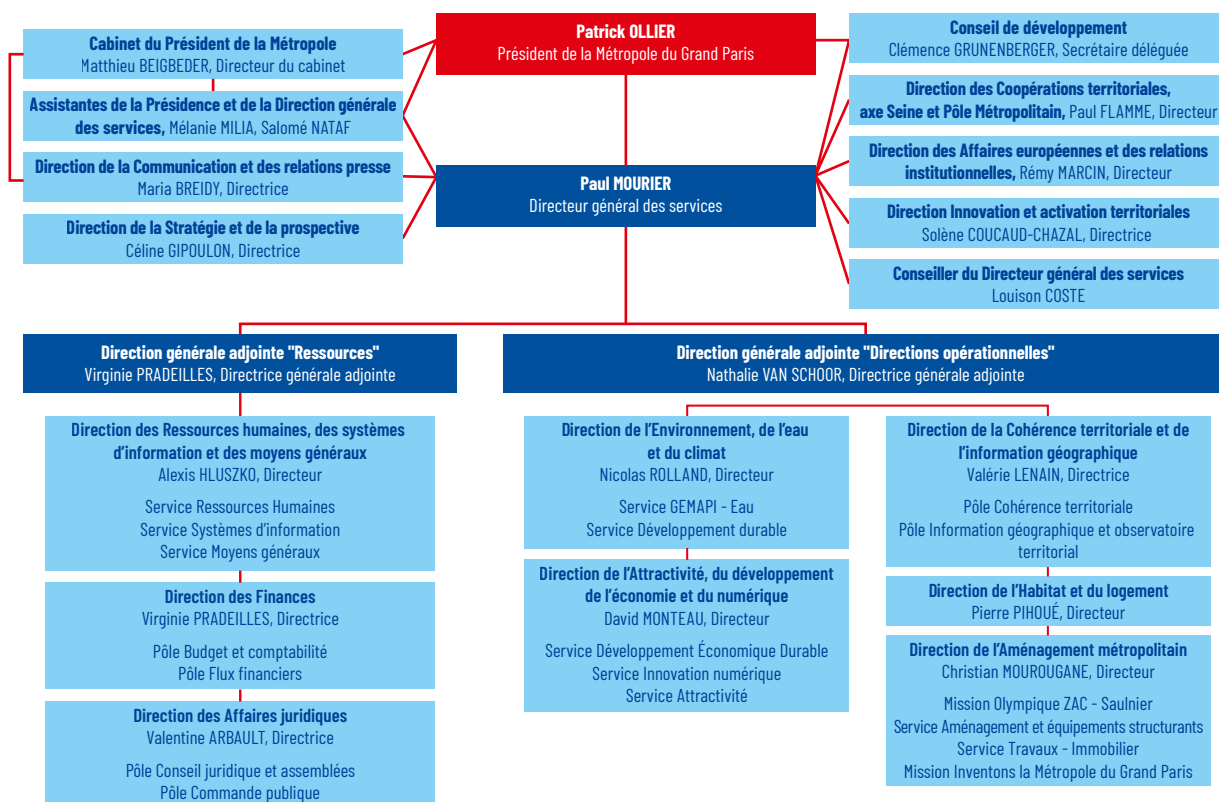 Patrick OLLIER
Président de la Métropole du Grand Paris
Cabinet du Président de la Métropole
Matthieu BEIGBEDER, Directeur du cabinet
Assistantes de la Présidence et de la Direction générale
des services, Mélanie MILIA, Salomé NATAF
Direction de la Communication et des relations presse
Maria BREIDY, Directrice
Direction de la Stratégie et de la prospective
Céline GIPOULON, Directrice
Paul MOURIER
Directeur général des services
Conseil de développement
Clémence GRUNENBERGER, Secrétaire déléguée
Direction des Coopérations territoriales,
axe Seine et Pôle Métropolitain, Paul FLAMME, Directeur
Direction des Affaires européennes et des relations
institutionnelles, Rémy MARCIN, Directeur
Direction Innovation et activation territoriales
Solène COUCAUD-CHAZAL, Directrice
Conseiller du Directeur général des services
Louison COSTE
Direction générale adjointe "Ressources"
Virginie PRADEILLES, Directrice générale adjointe
Direction des Ressources humaines, des systèmes
d'information et des moyens généraux
Alexis HLUSZKO, Directeur
Service Ressources Humaines
Service Systèmes d'information
Service Moyens généraux
Direction des Finances
Virginie PRADEILLES, Directrice
Pôle Budget et comptabilité
Pôle Flux financiers
Direction des Affaires juridiques
Valentine ARBAULT, Directrice
Pôle Conseil juridique et assemblées
Pôle Commande publique
Direction générale adjointe "Directions opérationnelles"
Nathalie VAN SCHOOR, Directrice générale adjointe
Direction de l'Environnement, de l'eau
et du climat
Nicolas ROLLAND, Directeur
Service GEMAPI - Eau
Service Développement durable
Direction de l'Attractivité, du développement
de l'économie et du numérique
David MONTEAU, Directeur
Service Développement Économique Durable
Service Innovation numérique
Service Attractivité
Direction de la Cohérence territoriale et de
l'information géographique
Valérie LENAIN, Directrice
Pôle Cohérence territoriale
Pôle Information géographique et observatoire
territorial
Direction de l'Habitat et du logement
Pierre PIHOUÉ, Directeur
Direction de l'Aménagement métropolitain
Christian MOUROUGANE, Directeur
Mission Olympique ZAC - Saulnier
Service Aménagement et équipements structurants
Service Travaux - Immobilier
Mission Inventons la Métropole du Grand Paris